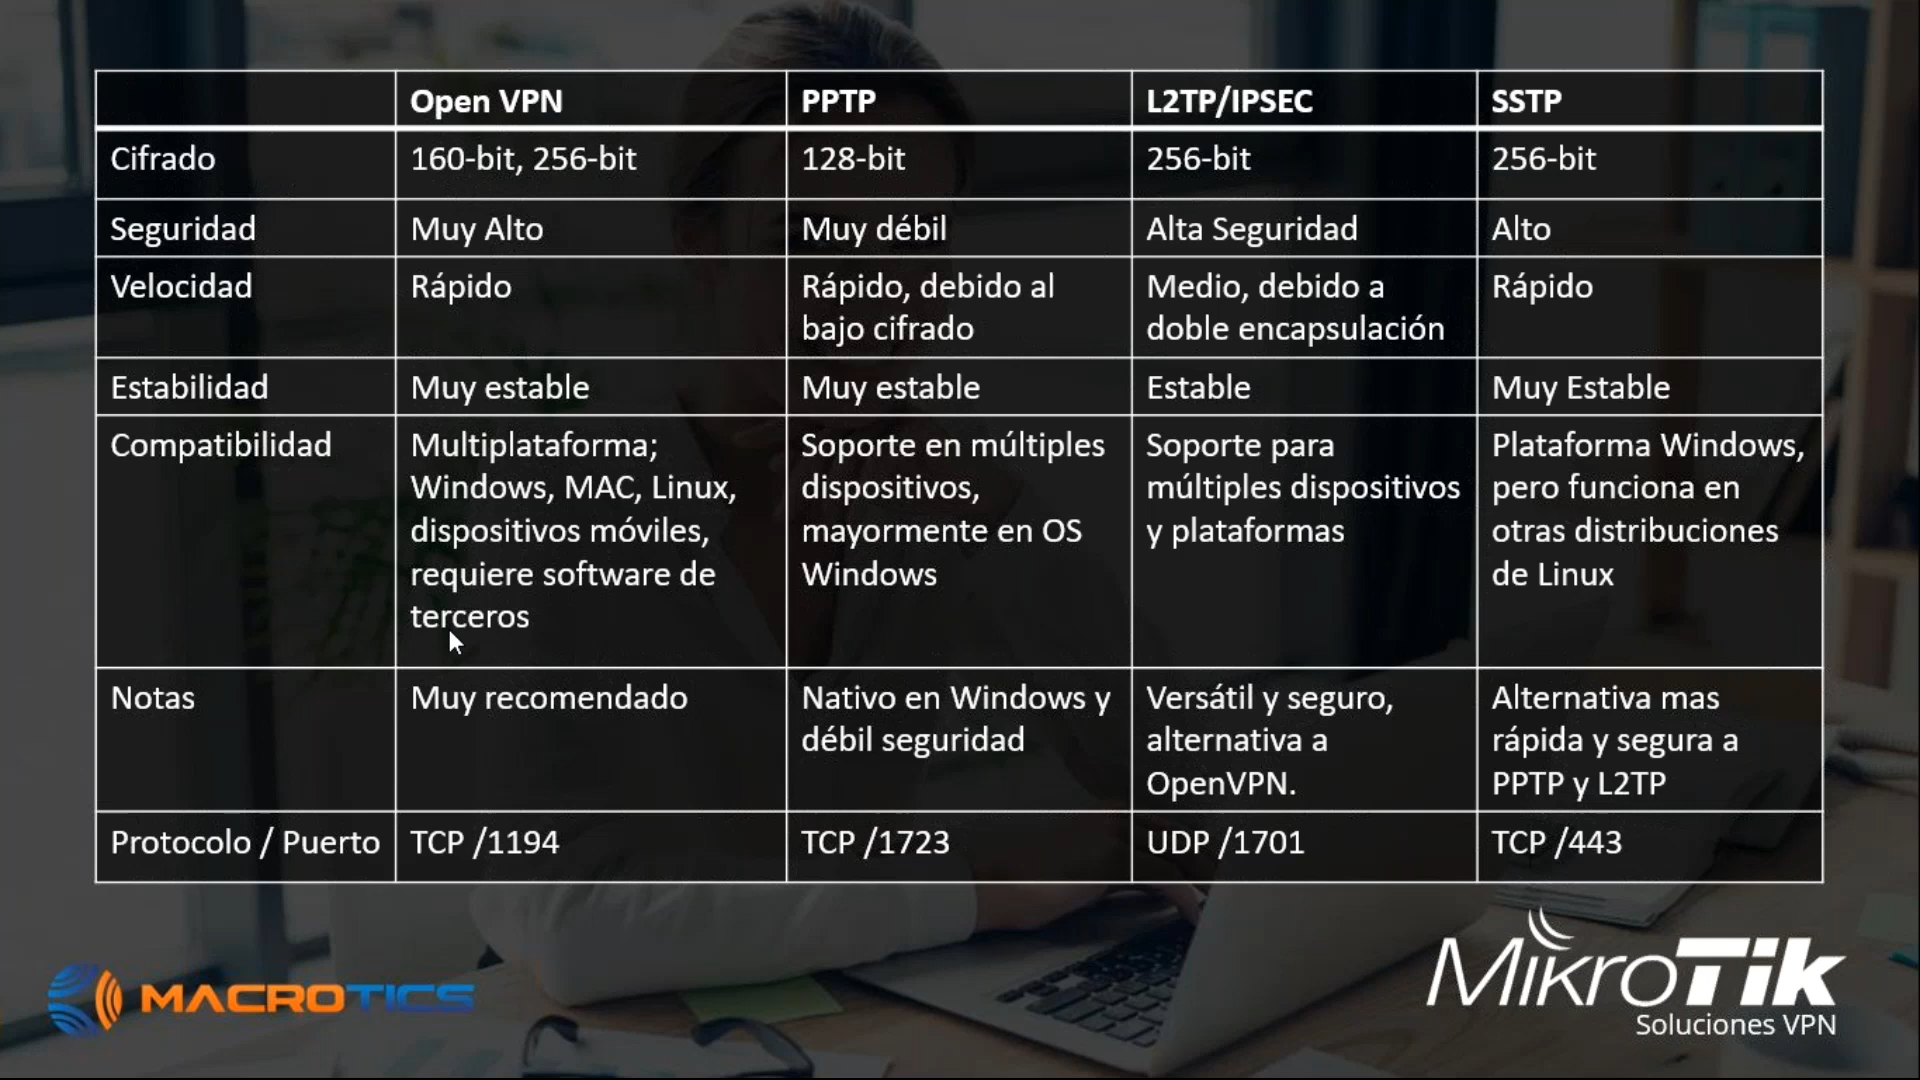 Open VPN PPTP L2TP/IPSEC SSTP
Cifrado 160-bit, 256-bit 128-bit 256-bit 256-bit
Seguridad Muy Alto Muy débil Alta Seguridad Alto
Velocidad Rápido Rápido, debido al Medio, debido a Rápido
bajo cifrado doble encapsulación
Estabilidad Muy estable Muy estable Estable Muy Estable
Compatibilidad Multiplataforma; Soporte en múltiples Soporte para Plataforma Windows,
Windows, MAC, Linux, dispositivos, múltiples dispositivos pero funciona en
dispositivos móviles, mayormente en OS y plataformas otras distribuciones
requiere software de Windows de Linux
terceros
Notas Muy recomendado Nativo en Windows y Versátil y seguro, Alternativa mas
débil seguridad alternativa a rápida y segura a
OpenVPN. PPTP y L2TP
Protocolo / Puerto TCP /1194 TCP /1723 UDP /1701 TCP /443
MACROTICS
MikroTik
Soluciones VPN